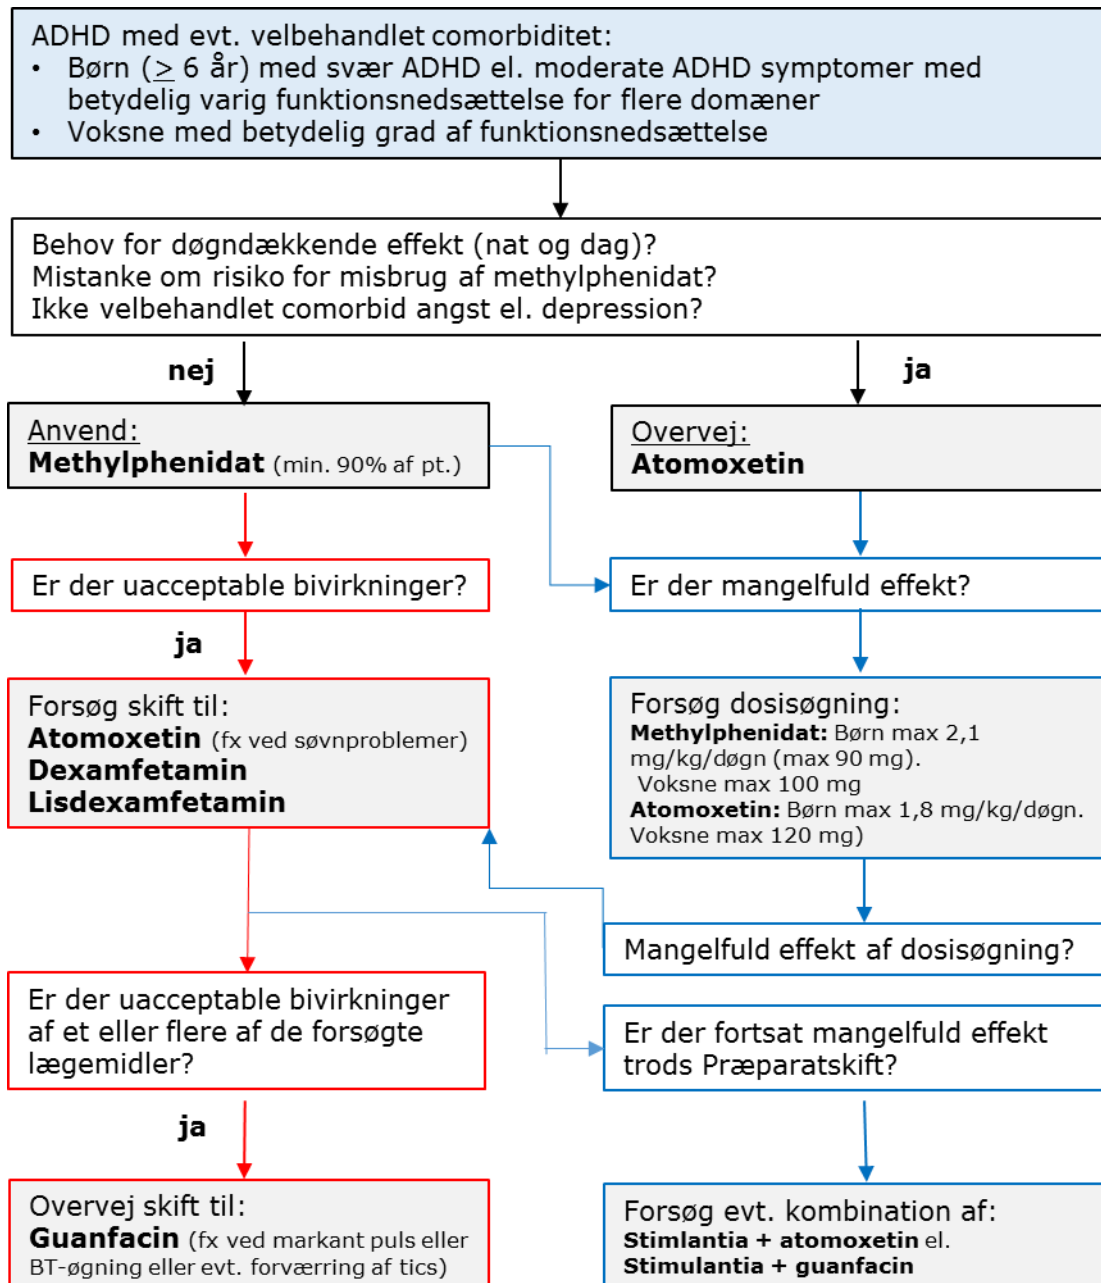 ADHD med evt. velbehandlet comorbiditet:
• Børn (≥ 6 år) med svær ADHD el. moderate ADHD symptomer med
betydelig varig funktionsnedsættelse for flere domæner
• Voksne med betydelig grad af funktionsnedsættelse
Behov for døgndækkende effekt (nat og dag)?
Mistanke om risiko for misbrug af methylphenidat?
Ikke velbehandlet comorbid angst el. depression?
nej
ja
Anvend:
Methylphenidat (min. 90% af pt.)
Overvej:
Atomoxetin
Er der uacceptable bivirkninger?
Er der mangelfuld effekt?
ja
Forsøg skift til:
Atomoxetin (fx ved søvnproblemer)
Dexamfetamin
Lisdexamfetamin
Forsøg dosisøgning:
Methylphenidat: Børn max 2,1
mg/kg/døgn (max 90 mg).
Voksne max 100 mg
Atomoxetin: Børn max 1,8 mg/kg/døgn.
Voksne max 120 mg)
Mangelfuld effekt af dosisøgning?
Er der uacceptable bivirkninger
af et eller flere af de forsøgte
lægemidler?
Er der fortsat mangelfuld effekt
trods Præparatskift?
ja
Overvej skift til:
Guanfacin (fx ved markant puls eller
BT-øgning eller evt. forværring af tics)
Forsøg evt. kombination af:
Stimlantia + atomoxetin el.
Stimulantia + guanfacin